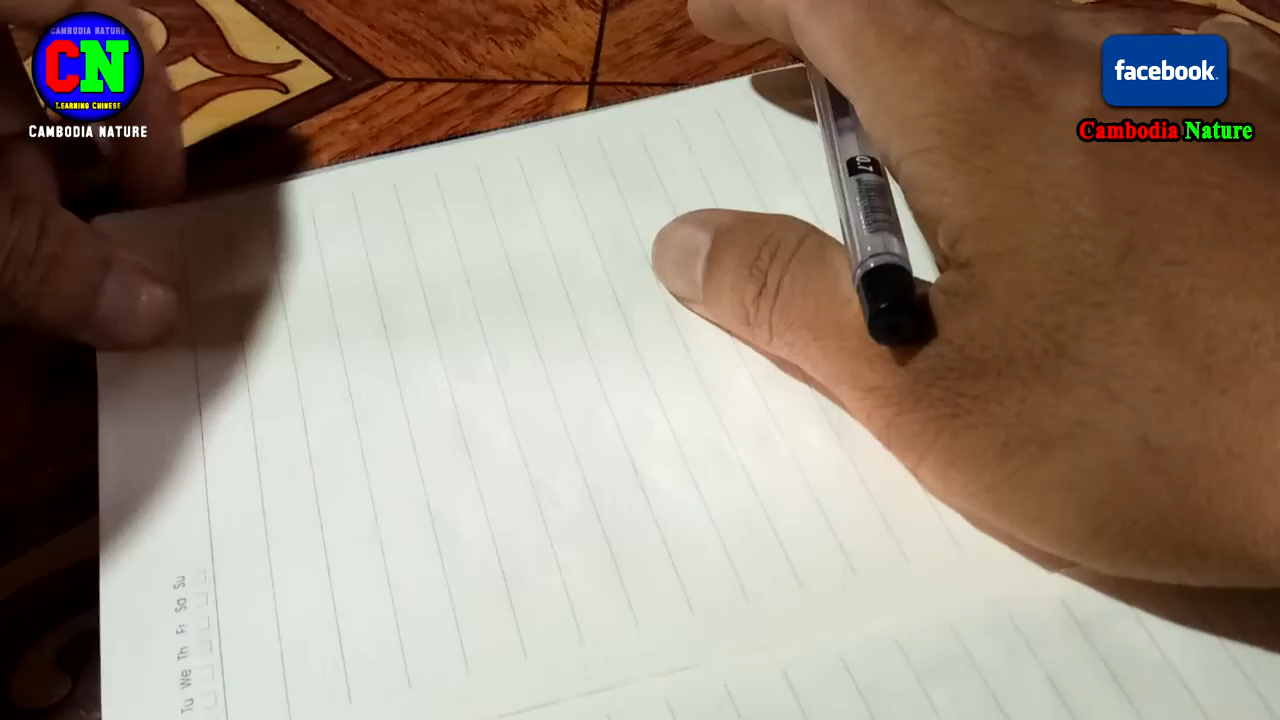 CAMBODIA NATURE
CN
LEARNING CHINESE
CAMBODIA NATURE
facebook
Cambodia Nature
0.7
Tu We Th Fr Sa Su